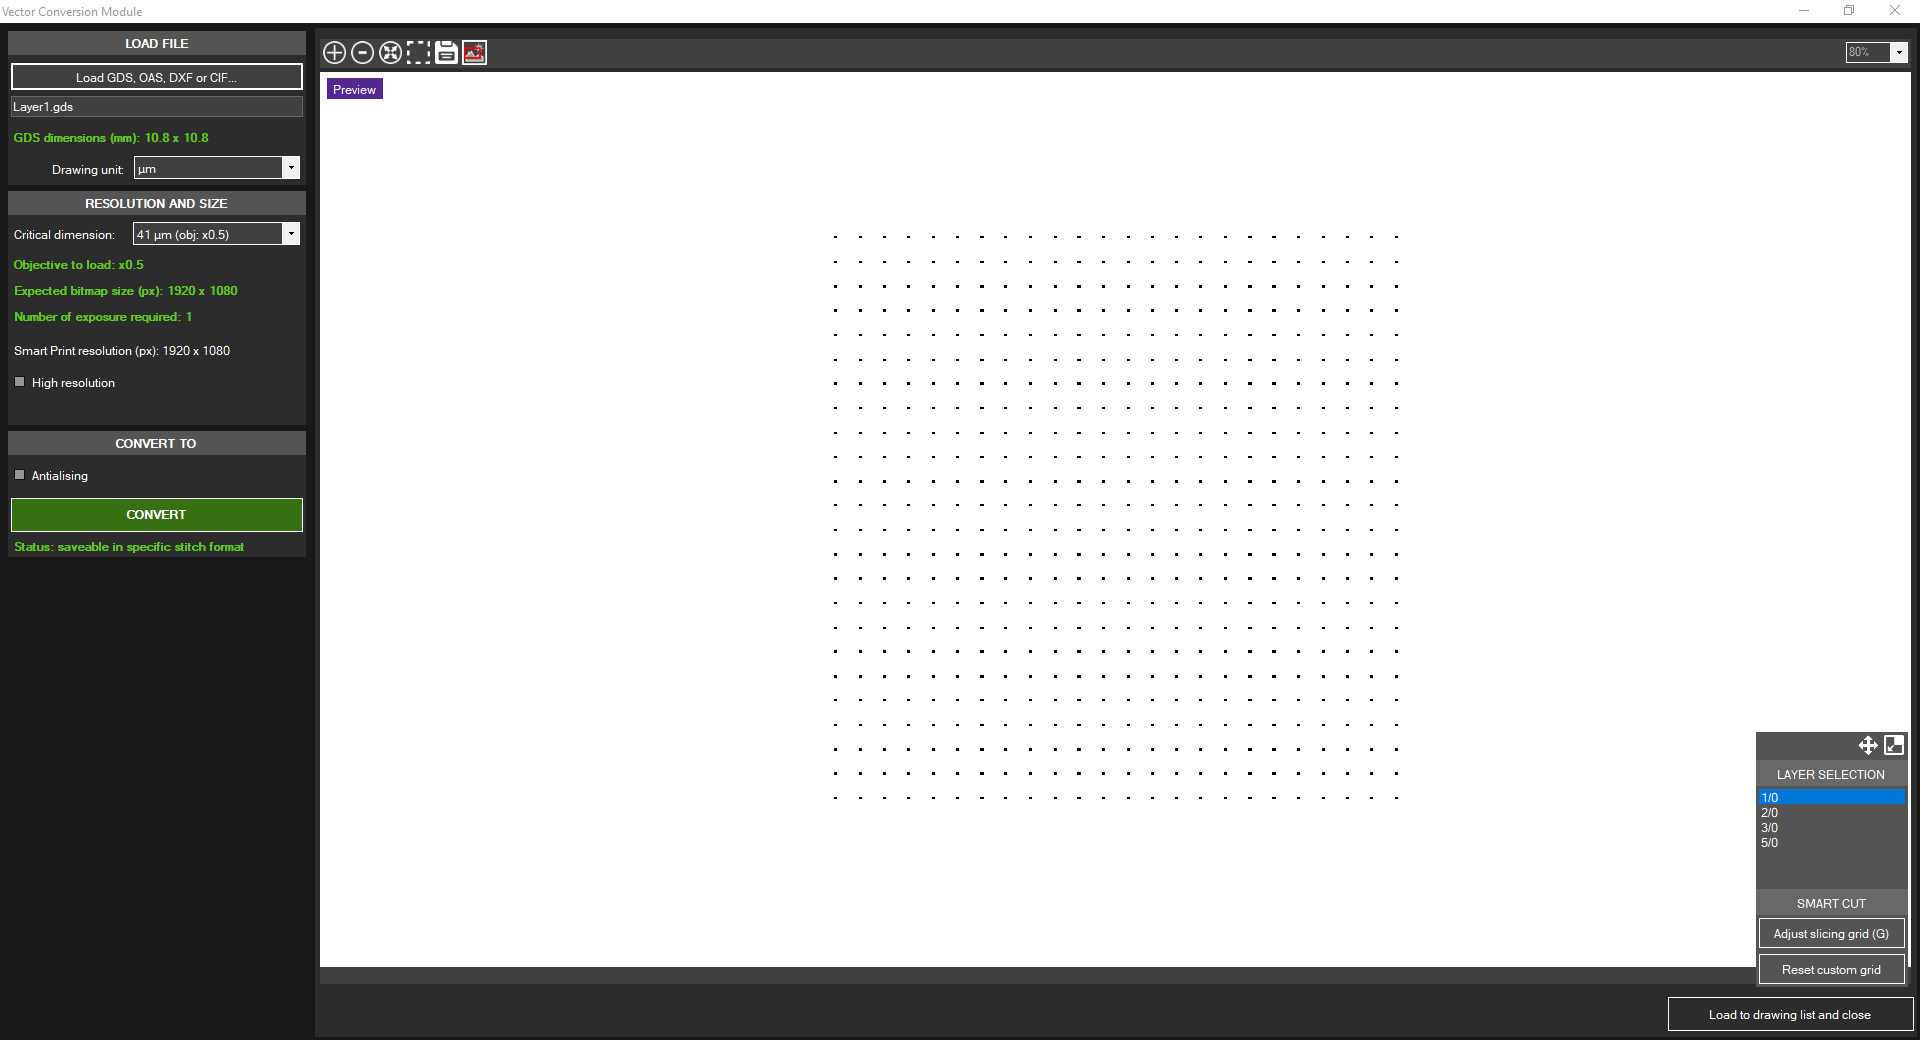 Vector Conversion Module
LOAD FILE
Load GDS, OAS, DXF or CIF...
Layer1.gds
GDS dimensions (mm): 10.8 x 10.8
Drawing unit: µm
RESOLUTION AND SIZE
Critical dimension: 41 µm (obj: x0.5)
Objective to load: x0.5
Expected bitmap size (px): 1920 x 1080
Number of exposure required: 1
Smart Print resolution (px): 1920 x 1080
High resolution
CONVERT TO
Antialising
CONVERT
Status: saveable in specific stitch format
80%
Preview
LAYER SELECTION
1/0
2/0
3/0
5/0
SMART CUT
Adjust slicing grid (G)
Reset custom grid
Load to drawing list and close